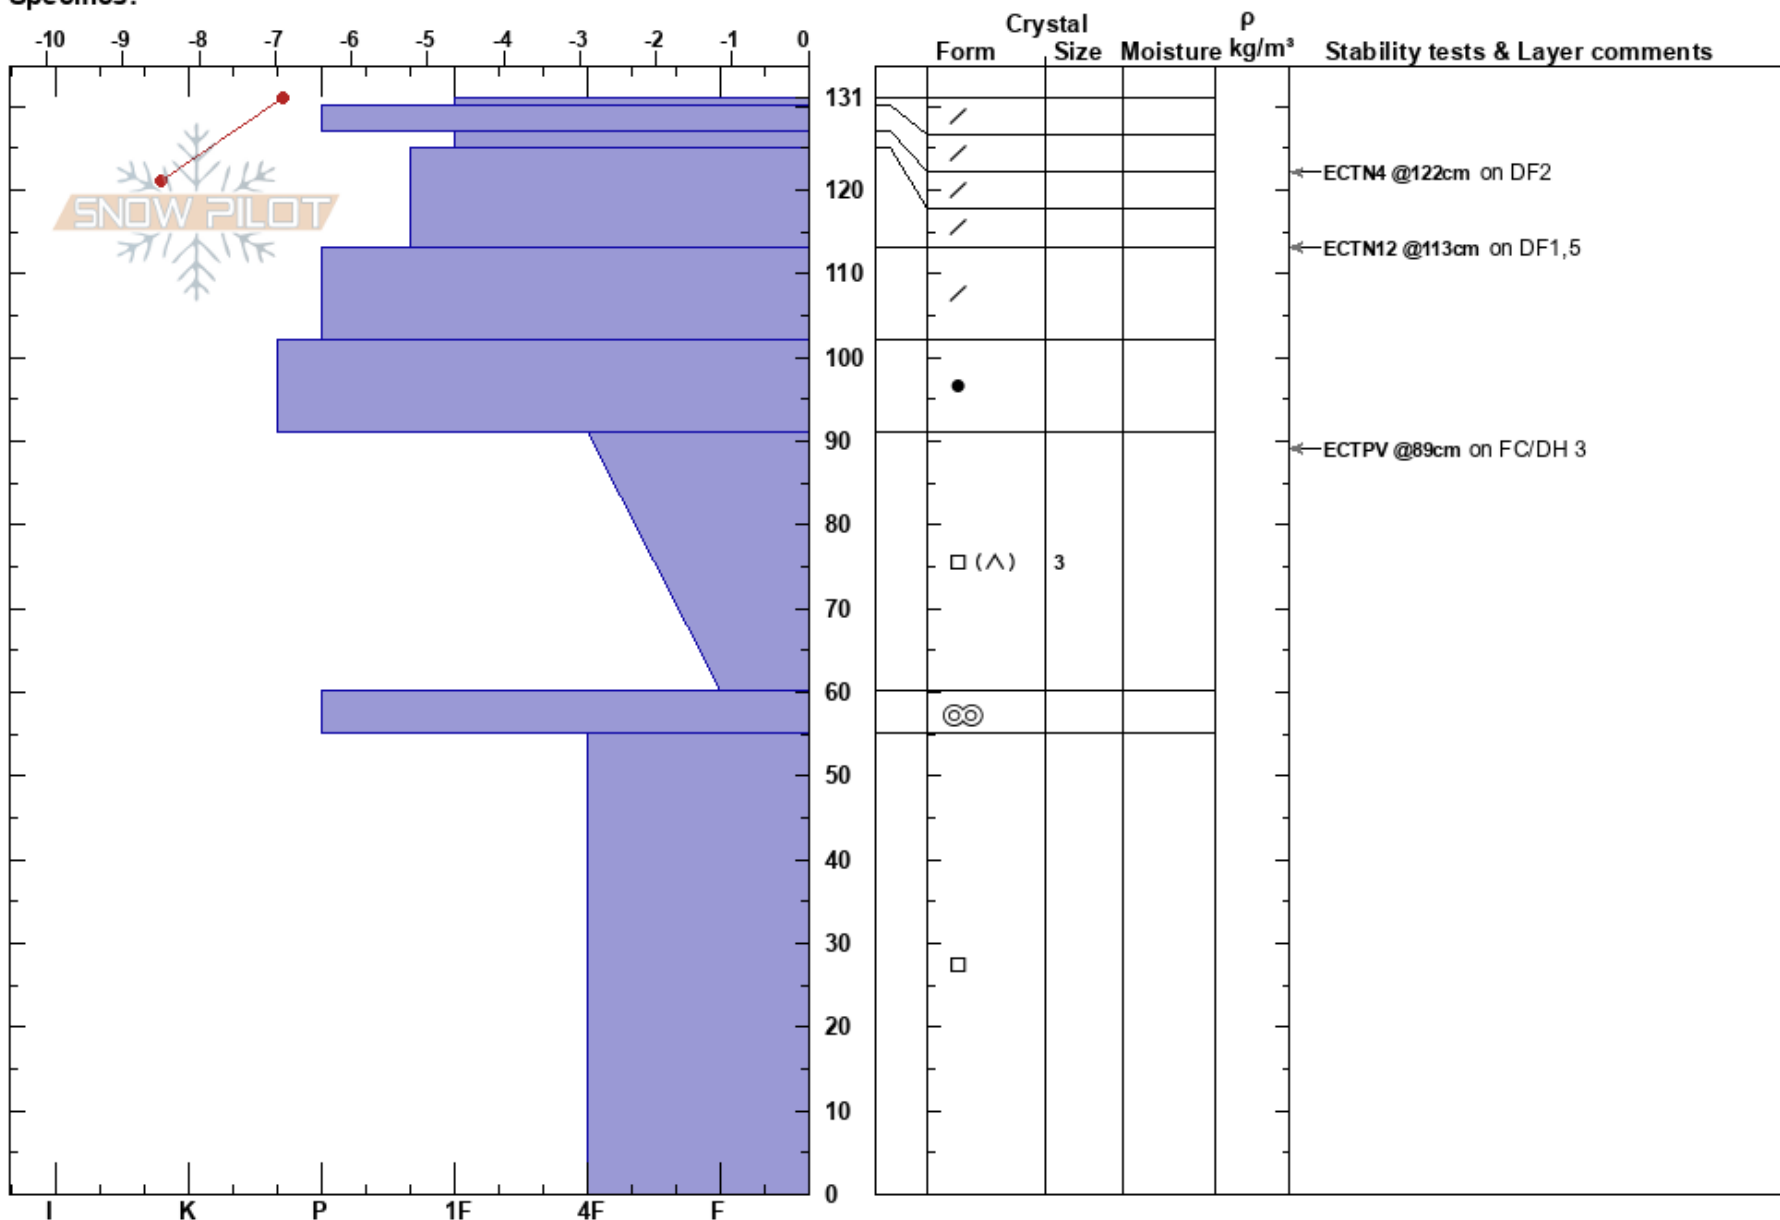 Specifics:
-10 -9 -8 -7 -6 -5 -4 -3 -2 -1 0
Crystal ρ
Form Size Moisture kg/m³ Stability tests & Layer comments
131
ECTN4 @122cm on DF2
120
SNOW PILOT
ECTN12 @113cm on DF1,5
110
100
90
ECTPV @89cm on FC/DH 3
80
3
70
60
50
40
30
20
10
0
I K P 1F 4F F